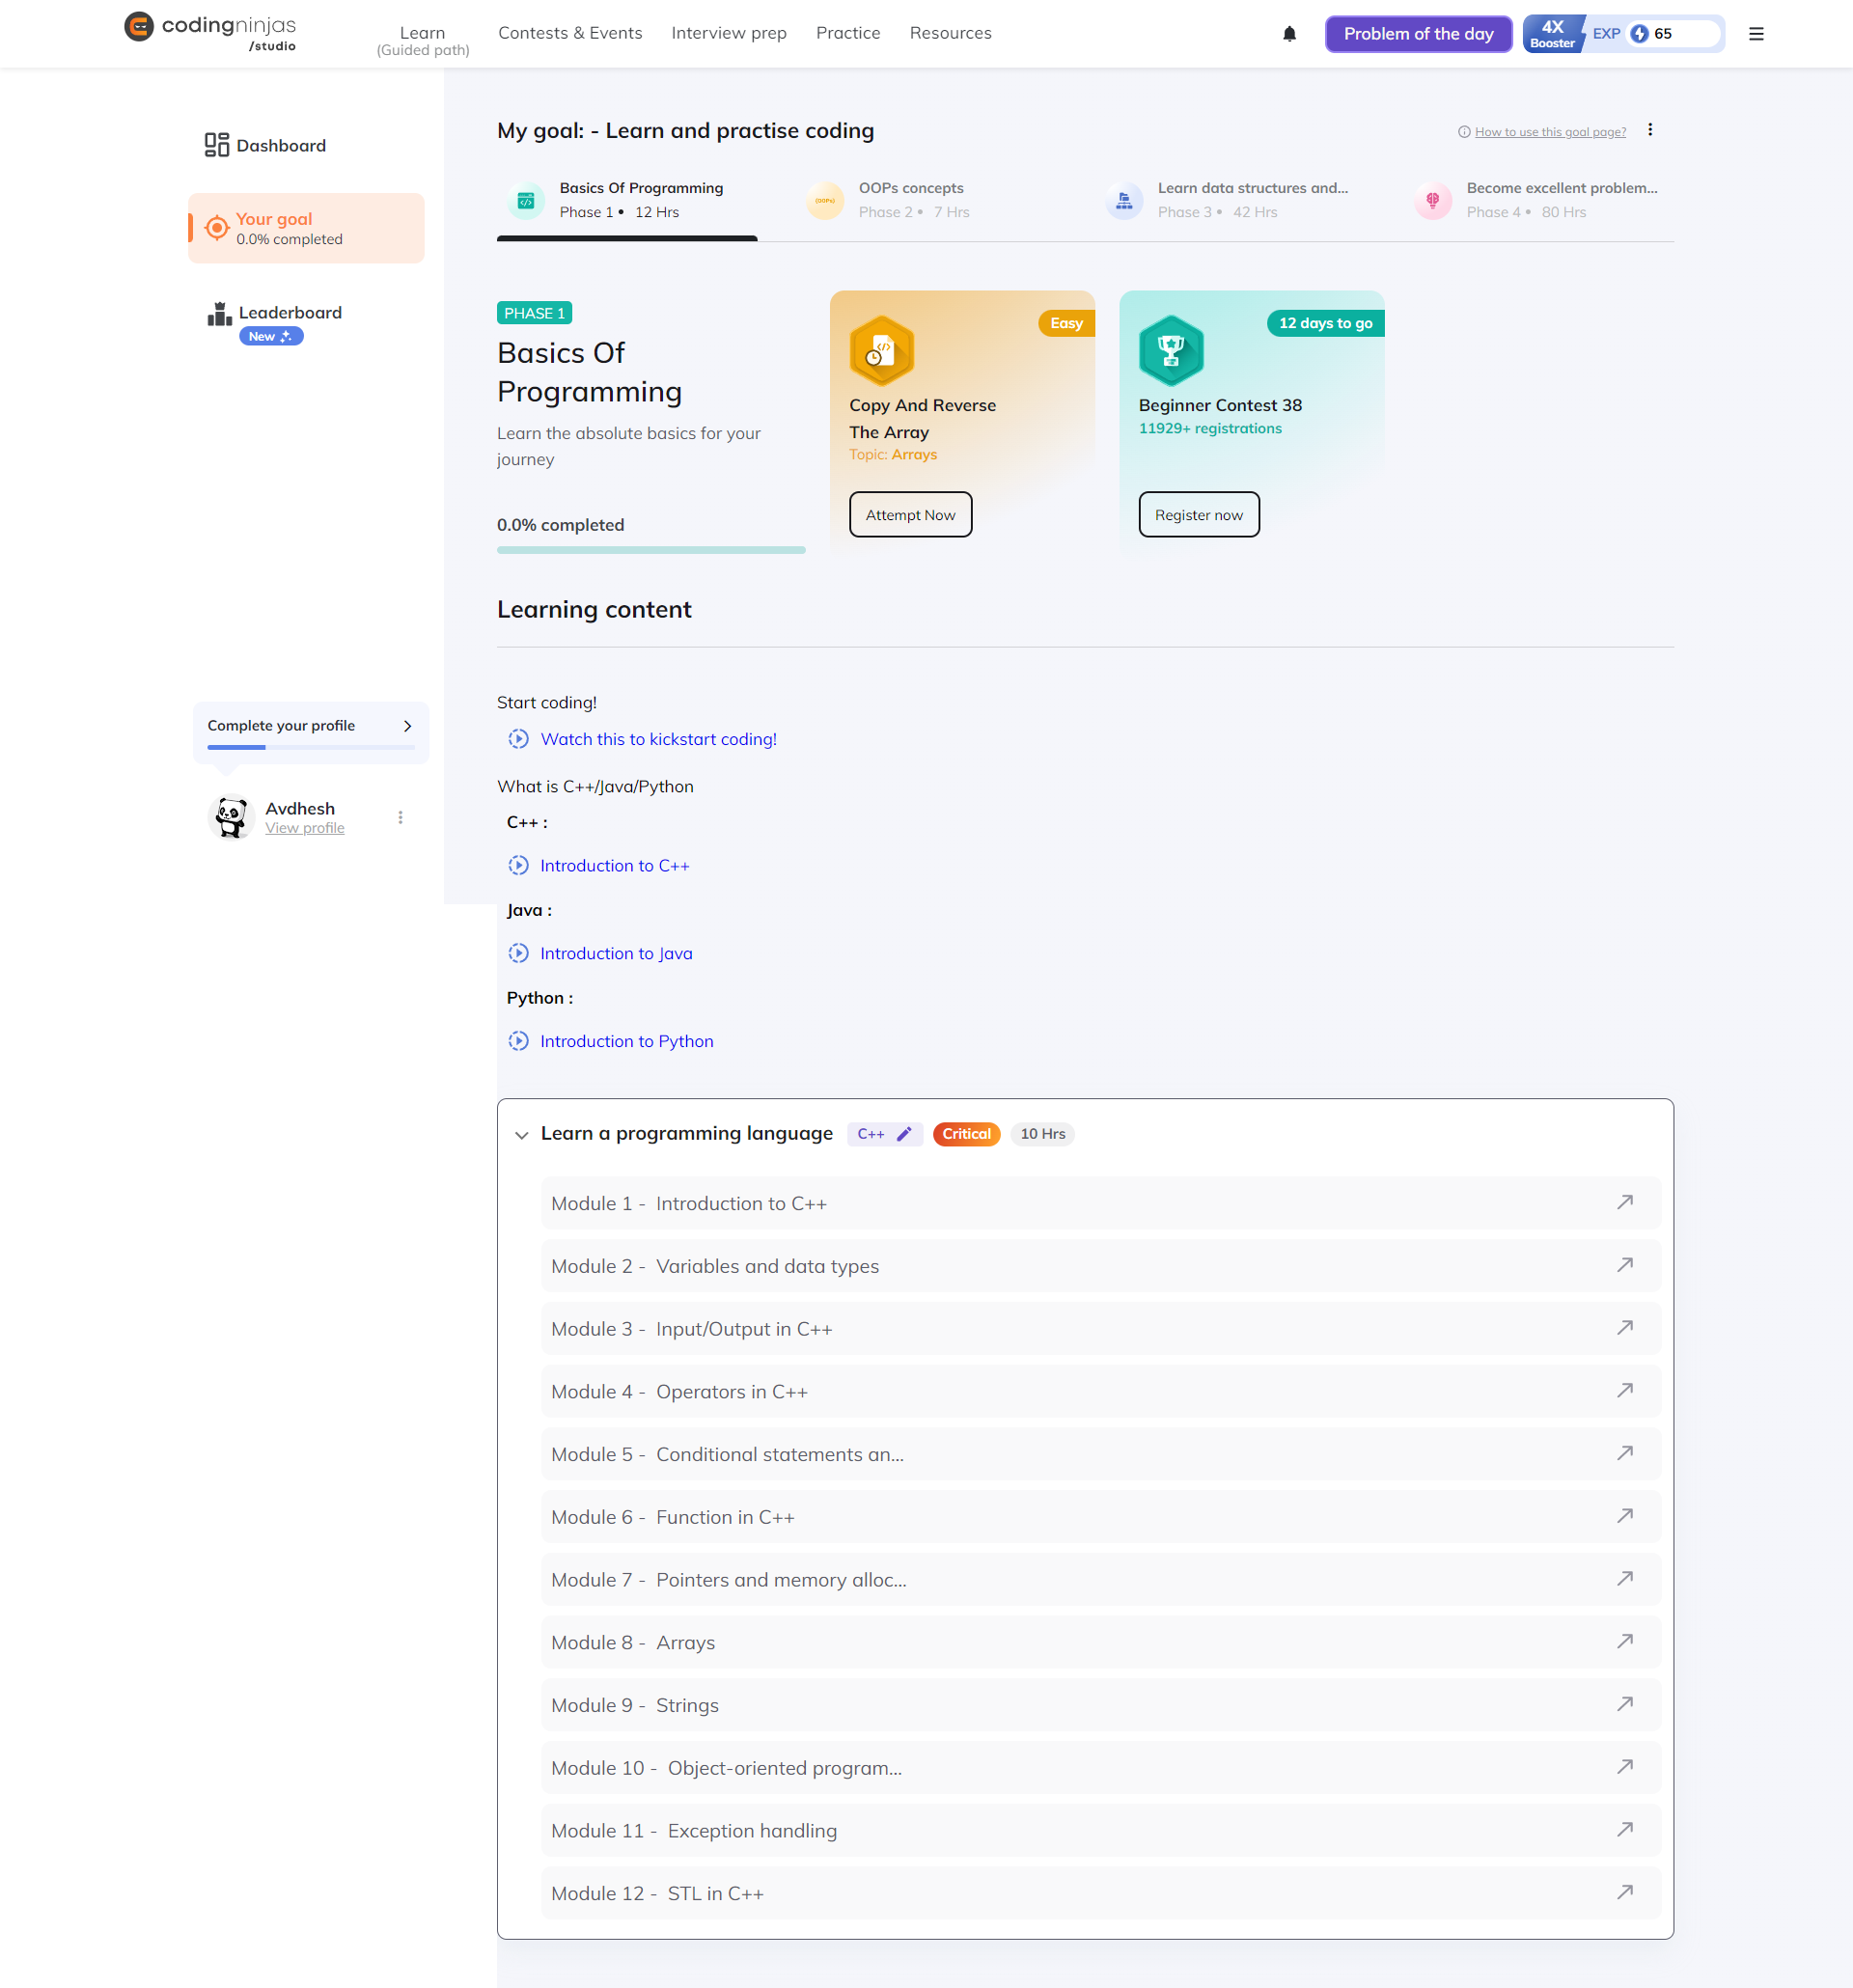 codingninjas
/studio
Learn
(Guided path)
Contests & Events
Interview prep
Practice
Resources
Problem of the day
4X
Booster
EXP
65
Dashboard
Your goal
0.0% completed
Leaderboard
New
Complete your profile
Avdhesh
View profile
My goal: - Learn and practise coding
How to use this goal page?
Basics Of Programming
Phase 1 • 12 Hrs
(OOPs)
OOPs concepts
Phase 2 • 7 Hrs
Learn data structures and...
Phase 3 • 42 Hrs
Become excellent problem...
Phase 4 • 80 Hrs
PHASE 1
Basics Of
Programming
Learn the absolute basics for your
journey
0.0% completed
Easy
Copy And Reverse
The Array
Topic: Arrays
Attempt Now
12 days to go
Beginner Contest 38
11929+ registrations
Register now
Learning content
Start coding!
Watch this to kickstart coding!
What is C++/Java/Python
C++ :
Introduction to C++
Java :
Introduction to Java
Python :
Introduction to Python
Learn a programming language C++ Critical 10 Hrs
Module 1 - Introduction to C++
Module 2 - Variables and data types
Module 3 - Input/Output in C++
Module 4 - Operators in C++
Module 5 - Conditional statements an...
Module 6 - Function in C++
Module 7 - Pointers and memory alloc...
Module 8 - Arrays
Module 9 - Strings
Module 10 - Object-oriented program...
Module 11 - Exception handling
Module 12 - STL in C++